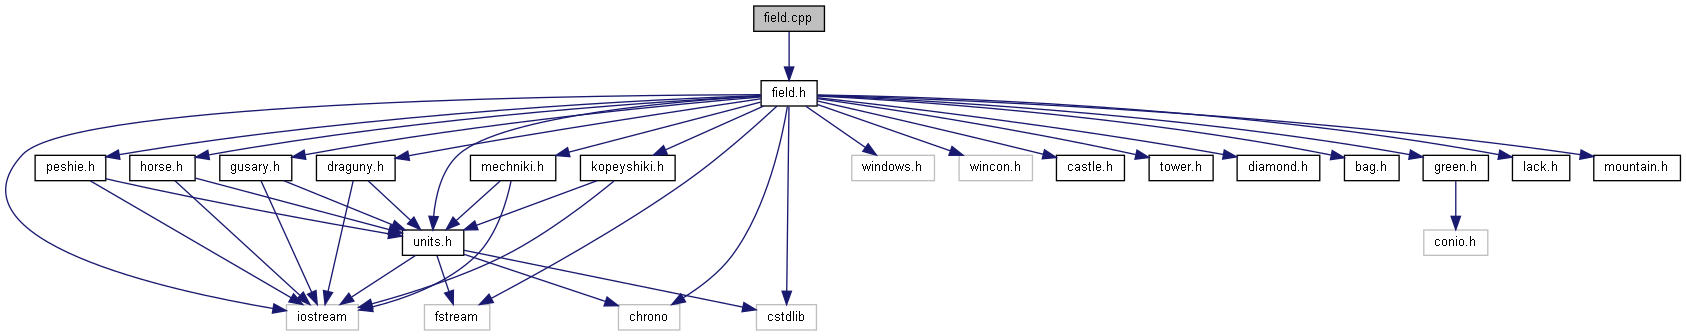 field.cpp
field.h
peshie.h
horse.h
gusary.h
draguny.h
mechniki.h
kopeyshiki.h
windows.h
wincon.h
castle.h
tower.h
diamond.h
bag.h
green.h
lack.h
mountain.h
units.h
conio.h
iostream
fstream
chrono
cstdlib